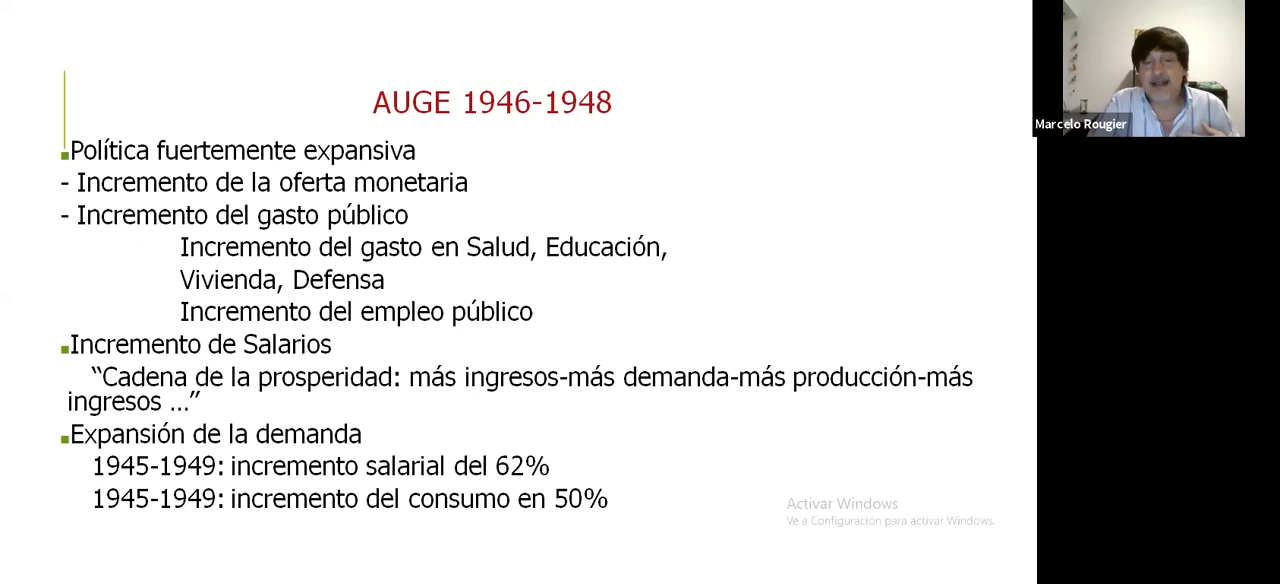 AUGE 1946-1948
Política fuertemente expansiva
- Incremento de la oferta monetaria
- Incremento del gasto público
Incremento del gasto en Salud, Educación,
Vivienda, Defensa
Incremento del empleo público
Incremento de Salarios
“Cadena de la prosperidad: más ingresos-más demanda-más producción-más
ingresos ...”
Expansión de la demanda
1945-1949: incremento salarial del 62%
1945-1949: incremento del consumo en 50%
Activar Windows
Ve a Configuración para activar Windows.
Marcelo Rougier